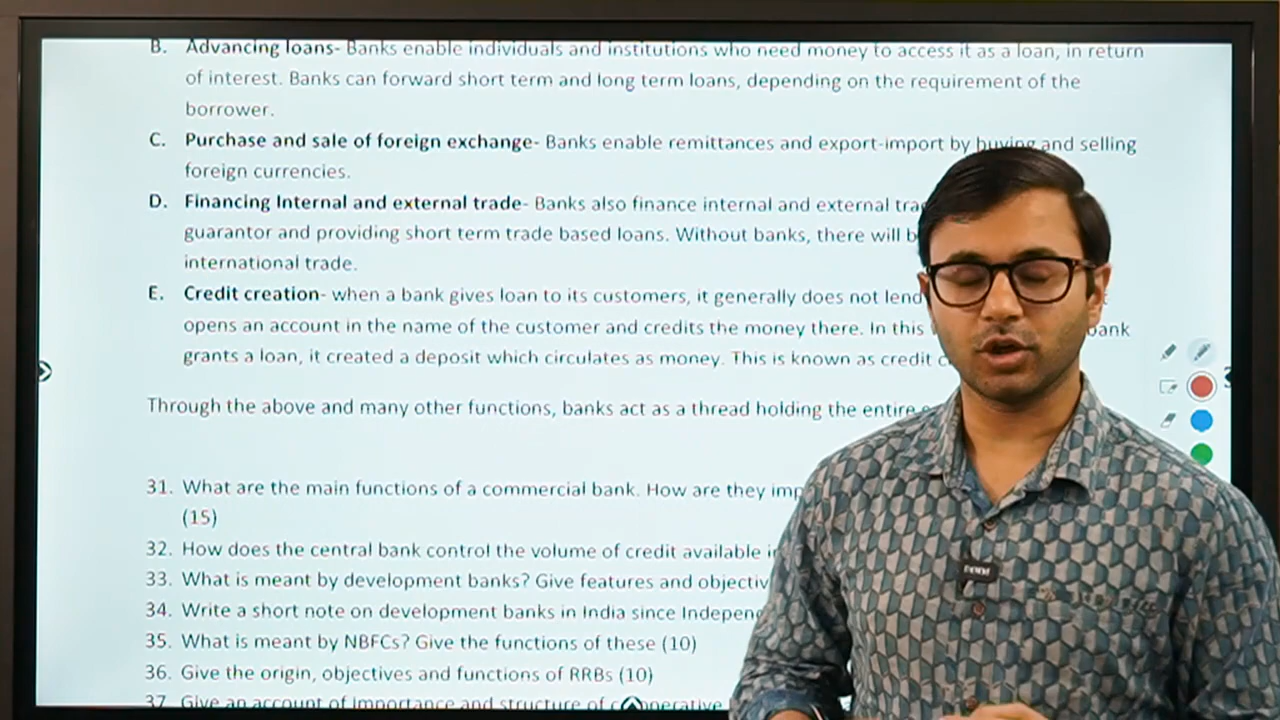 B. Advancing loans- Banks enable individuals and institutions who need money to access it as a loan, in return
of interest. Banks can forward short term and long term loans, depending on the requirement of the
borrower.
C. Purchase and sale of foreign exchange- Banks enable remittances and export-import by buying and selling
foreign currencies.
D. Financing Internal and external trade- Banks also finance internal and external
guarantor and providing short term trade based loans. Without banks, there will
international trade.
E. Credit creation- when a bank gives loan to its customers, it generally does not lend
opens an account in the name of the customer and credits the money there. In this bank
grants a loan, it created a deposit which circulates as money. This is known as credit
Through the above and many other functions, banks act as a thread holding the entire
31. What are the main functions of a commercial bank. How are they
(15)
32. How does the central bank control the volume of credit available
33. What is meant by development banks? Give features and
34. Write a short note on development banks in India since
35. What is meant by NBFCs? Give the functions of these (10)
36. Give the origin, objectives and functions of RRBs (10)
37. Give an account of importance and structure of